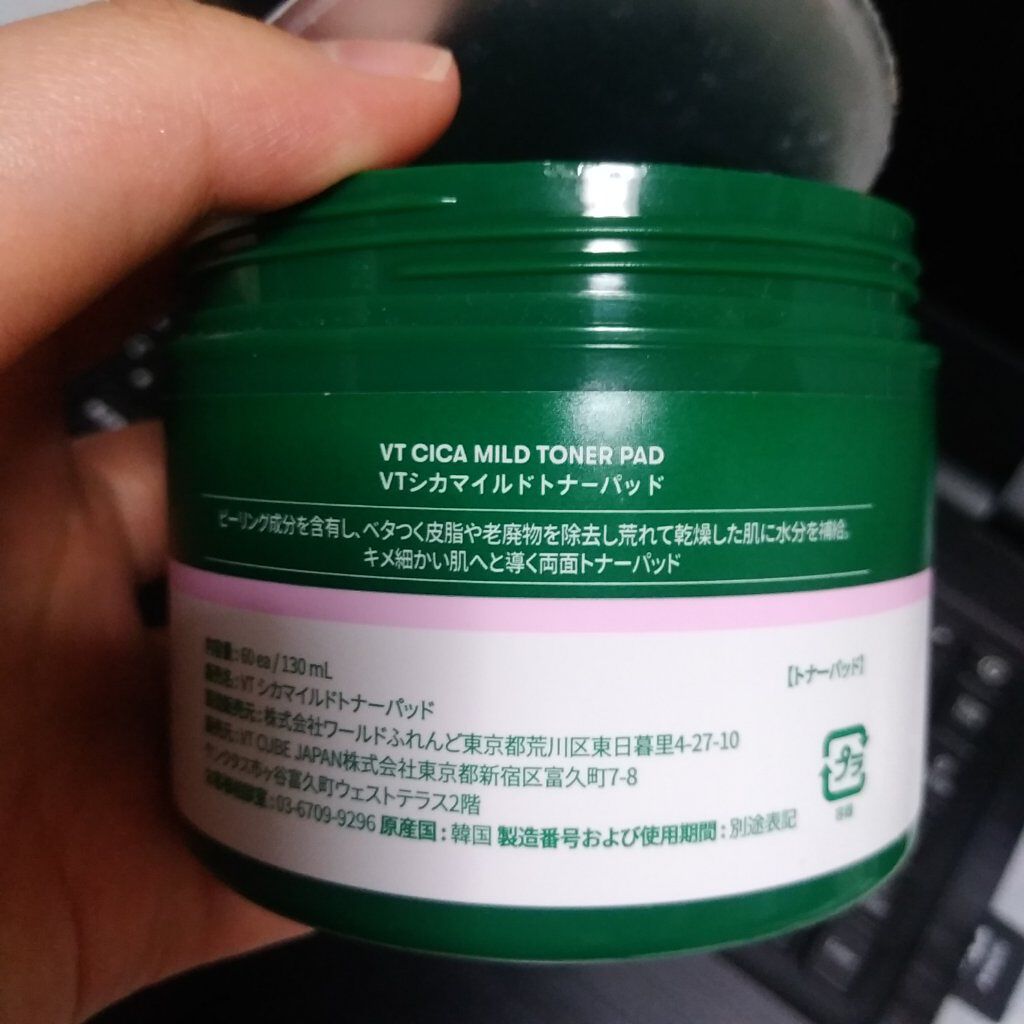 VT CICA MILD TONER PAD
VTシカマイルドトナーパッド
ピーリング成分を含有し、ベタつく皮脂や老廃物を除去し荒れて乾燥した肌に水分を補給。
キメ細かい肌へと導く両面トナーパッド
内容量 : 60 ea / 130 mL
【トナーパッド】
販売名 : VT シカマイルドトナーパッド
製造販売元 : 株式会社ワールドふれんど東京都荒川区東日暮里4-27-10
発売元 : VT CUBE JAPAN株式会社東京都新宿区富久町7-8
ケンクタス市ヶ谷富久町ウェストテラス2階
お客様相談室 : 03-6709-9296 原産国 : 韓国 製造番号および使用期間 : 別途表記
プラ
容器